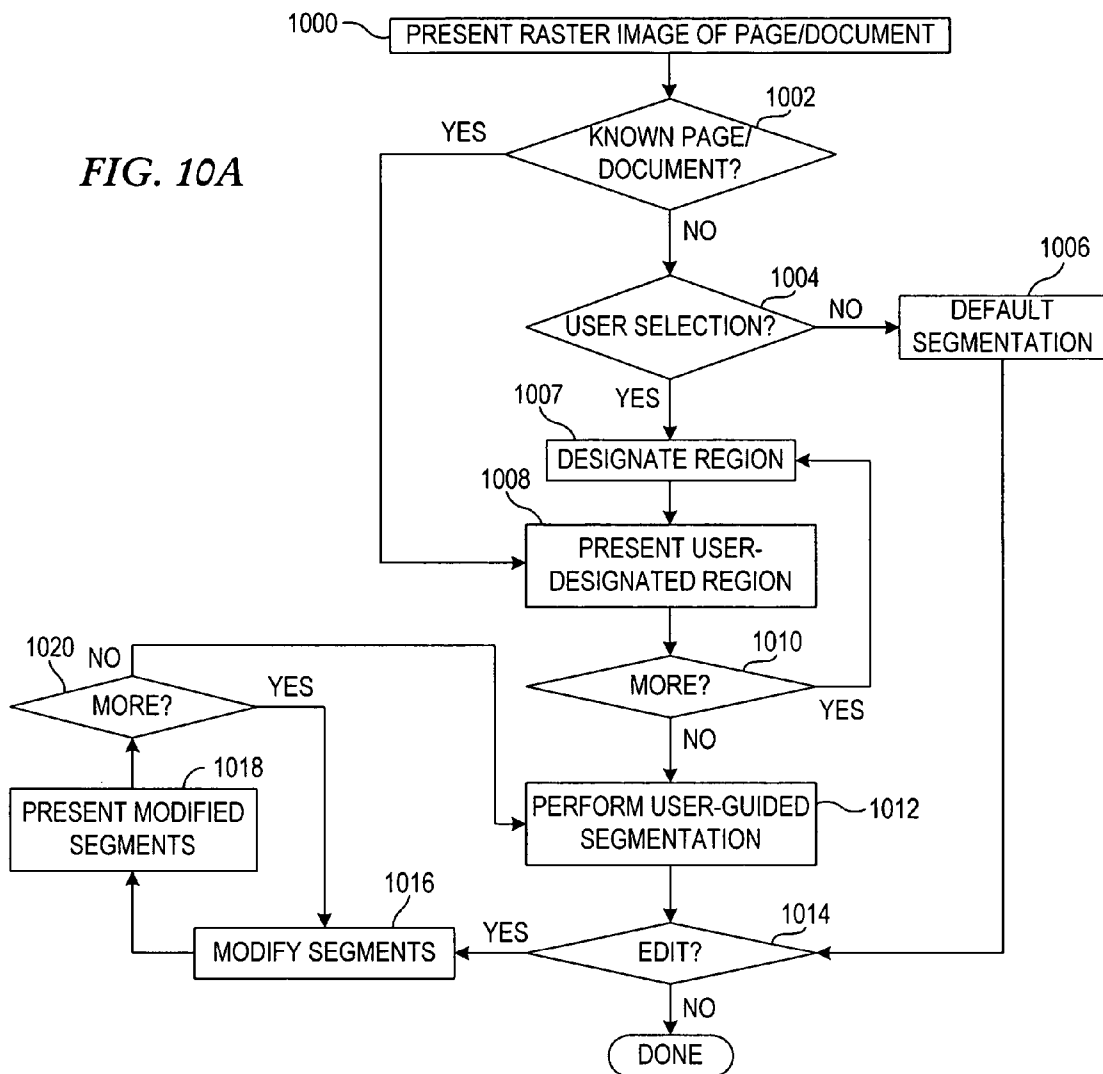 1000
PRESENT RASTER IMAGE OF PAGE/DOCUMENT
FIG. 10A
YES
1002
KNOWN PAGE/
DOCUMENT?
NO
1004
USER SELECTION?
NO
1006
DEFAULT
SEGMENTATION
YES
1007
DESIGNATE REGION
1008
PRESENT USER-
DESIGNATED REGION
1010
MORE?
YES
NO
1020
MORE?
NO
YES
1018
PRESENT MODIFIED
SEGMENTS
PERFORM USER-GUIDED
SEGMENTATION
1012
1016
MODIFY SEGMENTS
YES
1014
EDIT?
NO
DONE